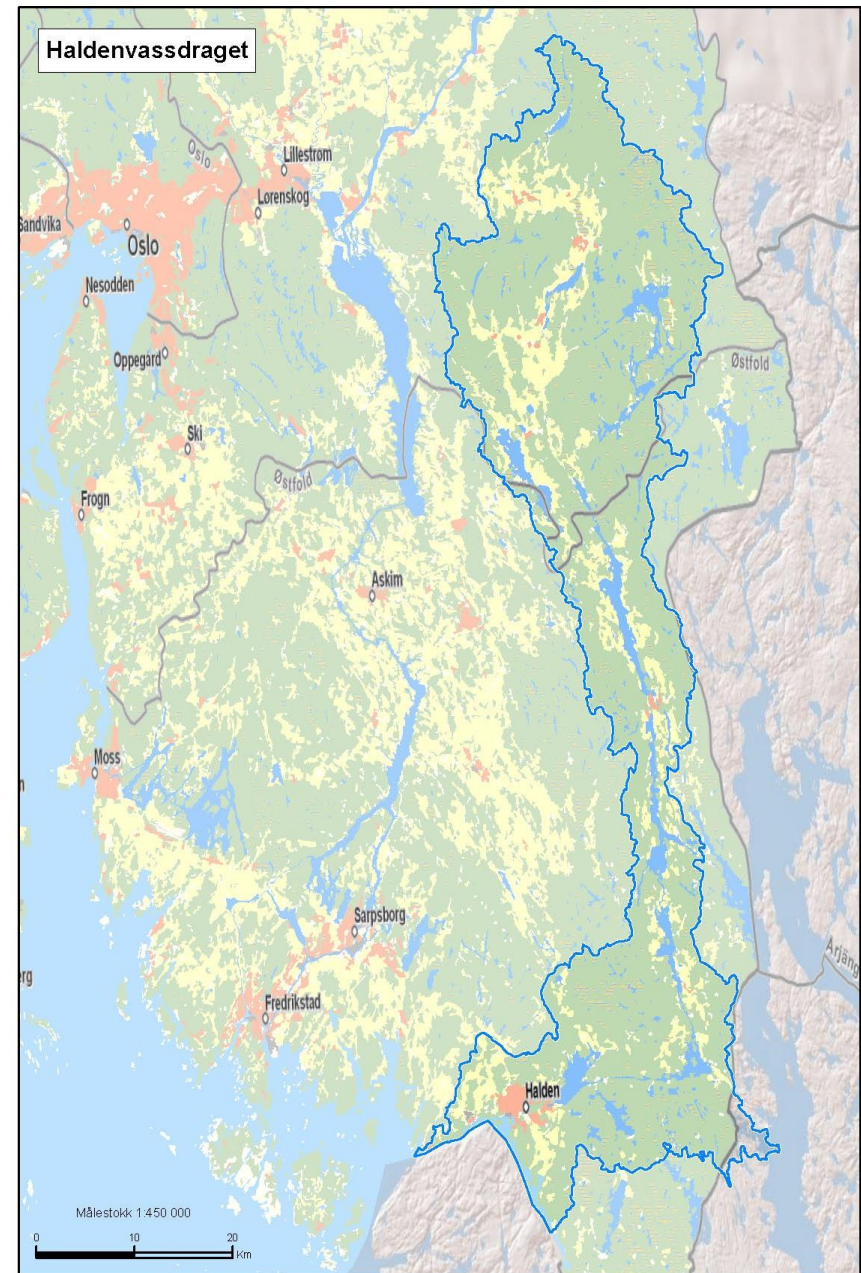 Haldenvassdraget
Oslo
Lillestrøm
Lørenskog
Sandvika
Oslo
Nesodden
Oppegård
Østfold
Ski
Østfold
Frogn
Askim
Moss
Sarpsborg
Årjäng
Fredrikstad
Halden
Målestokk 1:450 000
0 10 20
Km